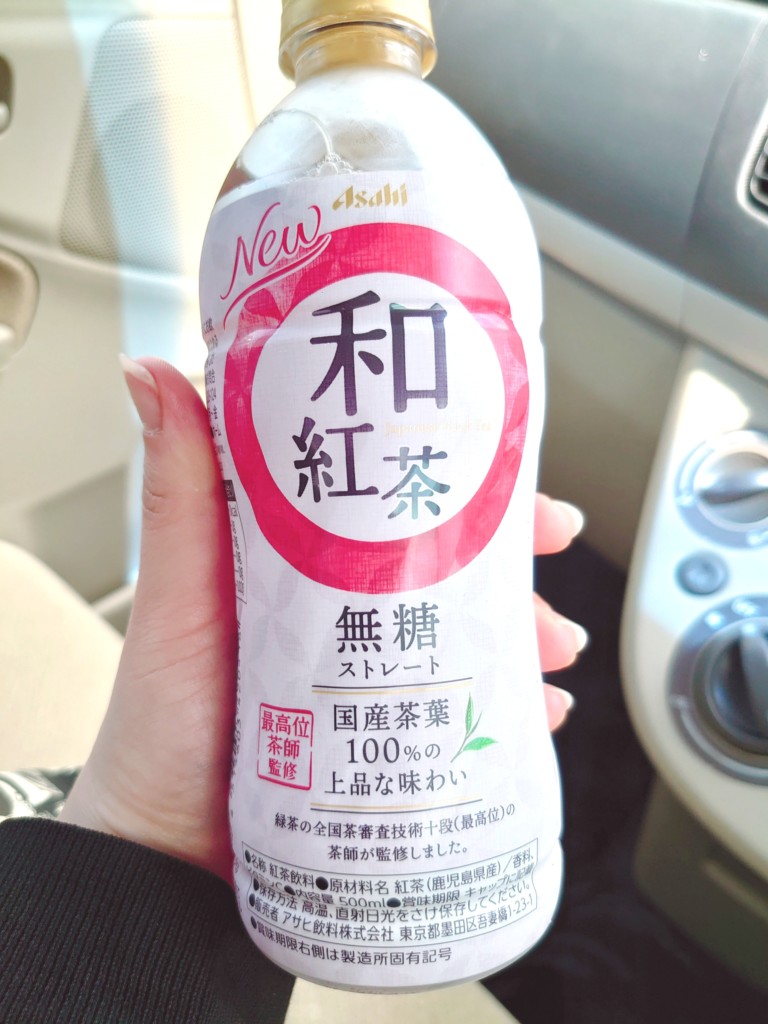 Asahi
New
和
紅茶
無糖
ストレート
国産茶葉
100%の
上品な味わい
最高位
茶師
監修
緑茶の全国茶審査技術十段(最高位)の
茶師が監修しました。
●名称 紅茶飲料●原材料名 紅茶(鹿児島県産)/香料、
●内容量 500ml●賞味期限 キャップに記載
●保存方法 高温、直射日光をさけ保存してください。
●販売者 アサヒ飲料株式会社 東京都墨田区吾妻橋1-23-1
●賞味期限右側は製造所固有記号